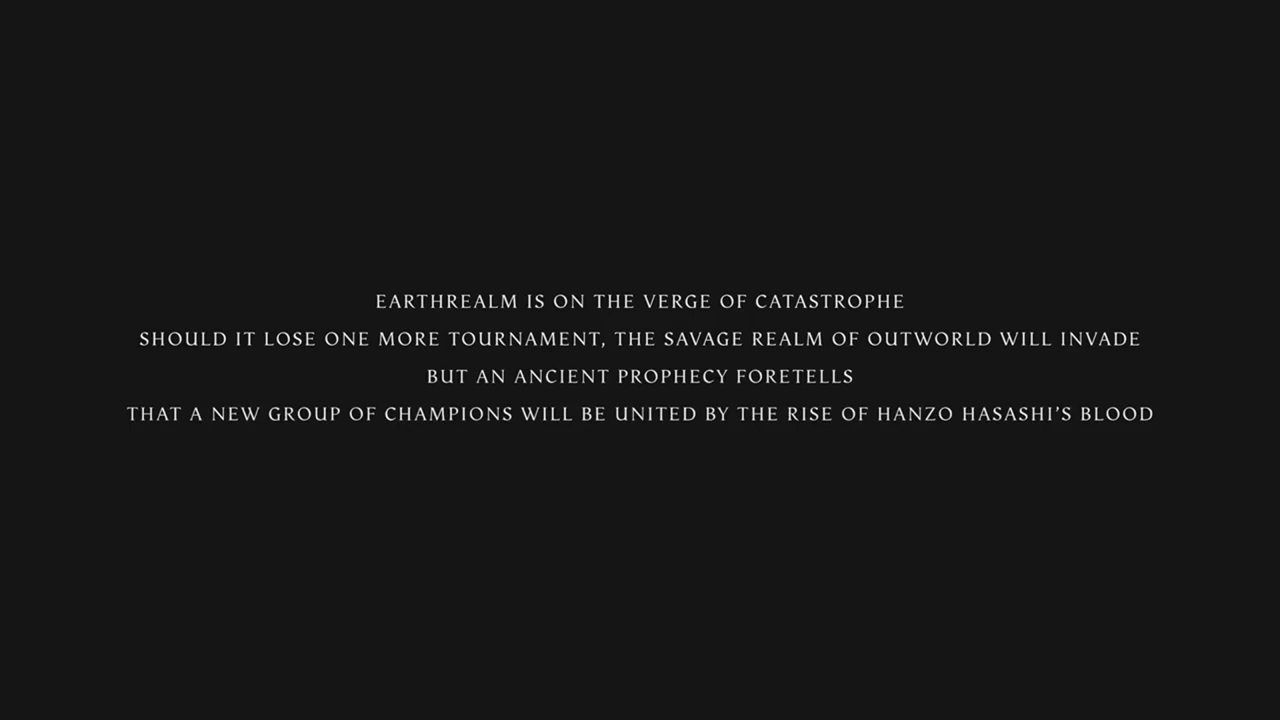 EARTHREALM IS ON THE VERGE OF CATASTROPHE
SHOULD IT LOSE ONE MORE TOURNAMENT, THE SAVAGE REALM OF OUTWORLD WILL INVADE
BUT AN ANCIENT PROPHECY FORETELLS
THAT A NEW GROUP OF CHAMPIONS WILL BE UNITED BY THE RISE OF HANZO HASASHI’S BLOOD